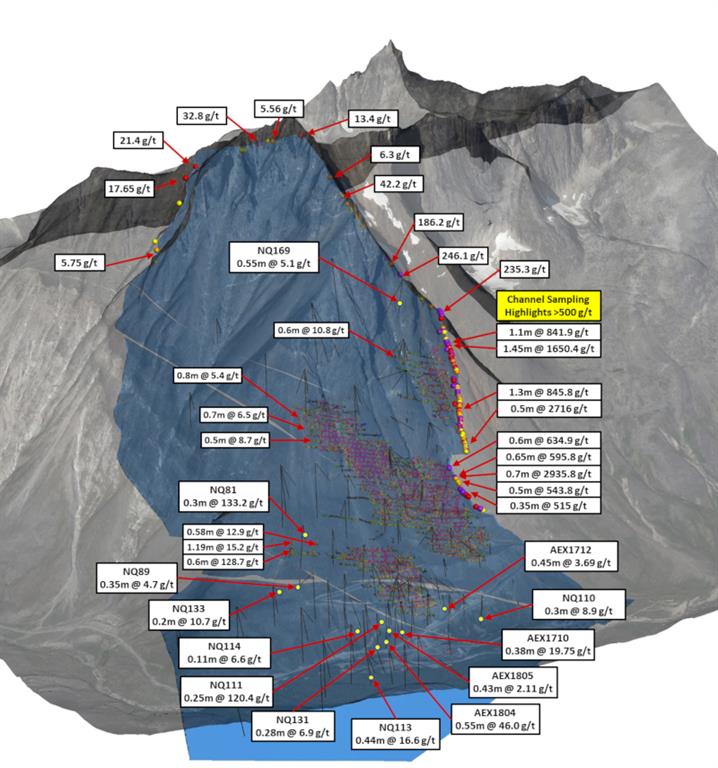 5.56 g/t
32.8 g/t
13.4 g/t
21.4 g/t
6.3 g/t
17.65 g/t
42.2 g/t
186.2 g/t
NQ169
0.55m @ 5.1 g/t
246.1 g/t
5.75 g/t
235.3 g/t
Channel Sampling
Highlights >500 g/t
0.6m @ 10.8 g/t
1.1m @ 841.9 g/t
1.45m @ 1650.4 g/t
0.8m @ 5.4 g/t
1.3m @ 845.8 g/t
0.5m @ 2716 g/t
0.7m @ 6.5 g/t
0.5m @ 8.7 g/t
0.6m @ 634.9 g/t
0.65m @ 595.8 g/t
0.7m @ 2935.8 g/t
0.5m @ 543.8 g/t
0.35m @ 515 g/t
NQ81
0.3m @ 133.2 g/t
0.58m @ 12.9 g/t
1.19m @ 15.2 g/t
0.6m @ 128.7 g/t
AEX1712
0.45m @ 3.69 g/t
NQ89
0.35m @ 4.7 g/t
NQ110
0.3m @ 8.9 g/t
NQ133
0.2m @ 10.7 g/t
AEX1710
0.38m @ 19.75 g/t
NQ114
0.11m @ 6.6 g/t
AEX1805
0.43m @ 2.11 g/t
NQ111
0.25m @ 120.4 g/t
AEX1804
0.55m @ 46.0 g/t
NQ131
0.28m @ 6.9 g/t
NQ113
0.44m @ 16.6 g/t